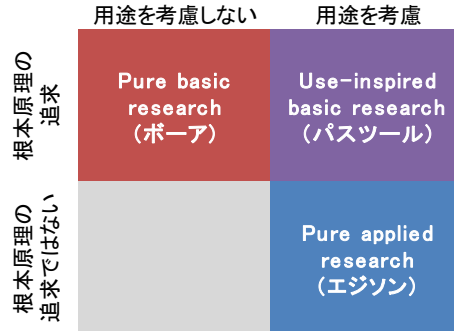 用途を考慮しない
用途を考慮
根本原理の
追求
Pure basic
research
(ボーア)
Use-inspired
basic research
(パスツール)
根本原理の
追求ではない
Pure applied
research
(エジソン)